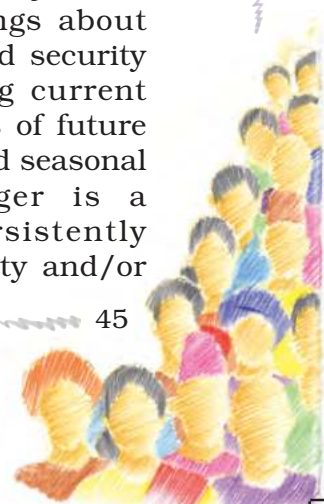 ngs about
d security
g current
of future
d seasonal
ger is a
rsistently
ty and/or
45